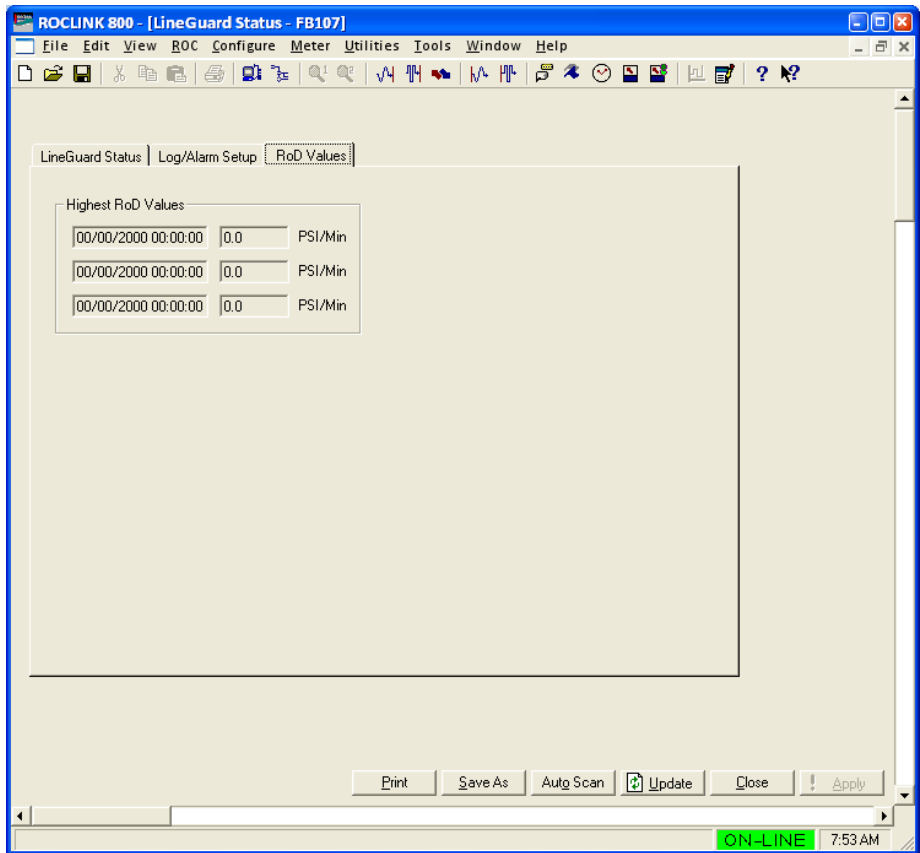 ROCLINK 800 - [LineGuard Status - FB107]
File Edit View ROC Configure Meter Utilities Tools Window Help
LineGuard Status Log/Alarm Setup RoD Values
Highest RoD Values
00/00/2000 00:00:00 0.0 PSI/Min
00/00/2000 00:00:00 0.0 PSI/Min
00/00/2000 00:00:00 0.0 PSI/Min
Print Save As Auto Scan Update Close ! Apply
ON-LINE 7:53 AM